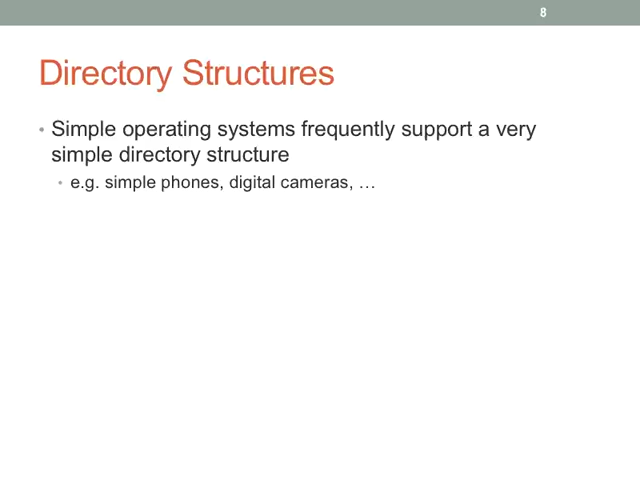 8
Directory Structures
• Simple operating systems frequently support a very
simple directory structure
• e.g. simple phones, digital cameras, …